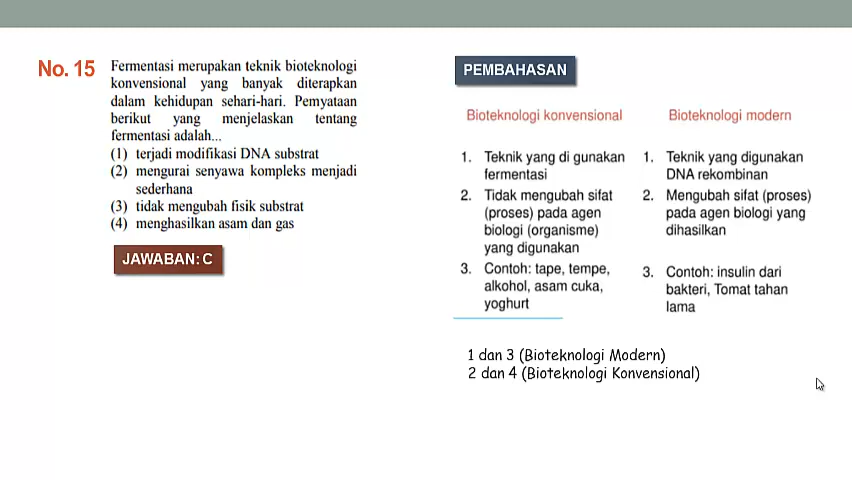 No. 15
Fermentasi merupakan teknik bioteknologi
konvensional yang banyak diterapkan
dalam kehidupan sehari-hari. Pernyataan
berikut yang menjelaskan tentang
fermentasi adalah...
(1) terjadi modifikasi DNA substrat
(2) mengurai senyawa kompleks menjadi
sederhana
(3) tidak mengubah fisik substrat
(4) menghasilkan asam dan gas
JAWABAN: C
PEMBAHASAN
Bioteknologi konvensional
1. Teknik yang di gunakan
fermentasi
2. Tidak mengubah sifat
(proses) pada agen
biologi (organisme)
yang digunakan
3. Contoh: tape, tempe,
alkohol, asam cuka,
yoghurt
Bioteknologi modern
1. Teknik yang digunakan
DNA rekombinan
2. Mengubah sifat (proses)
pada agen biologi yang
dihasilkan
3. Contoh: insulin dari
bakteri, Tomat tahan
lama
1 dan 3 (Bioteknologi Modern)
2 dan 4 (Bioteknologi Konvensional)